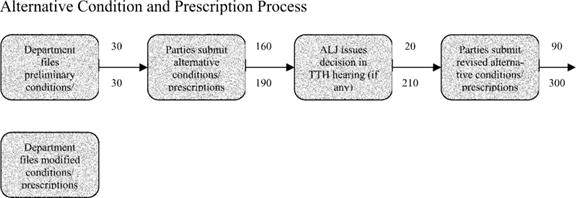 Alternative Condition and Prescription Process
Department
files
preliminary
conditions/
30
30
Parties submit
alternative
conditions/
prescriptions
160
190
ALJ issues
decision in
TTH hearing (if
any)
20
210
Parties submit
revised alterna-
tive conditions/
prescriptions
90
300
Department
files modified
conditions/
prescriptions